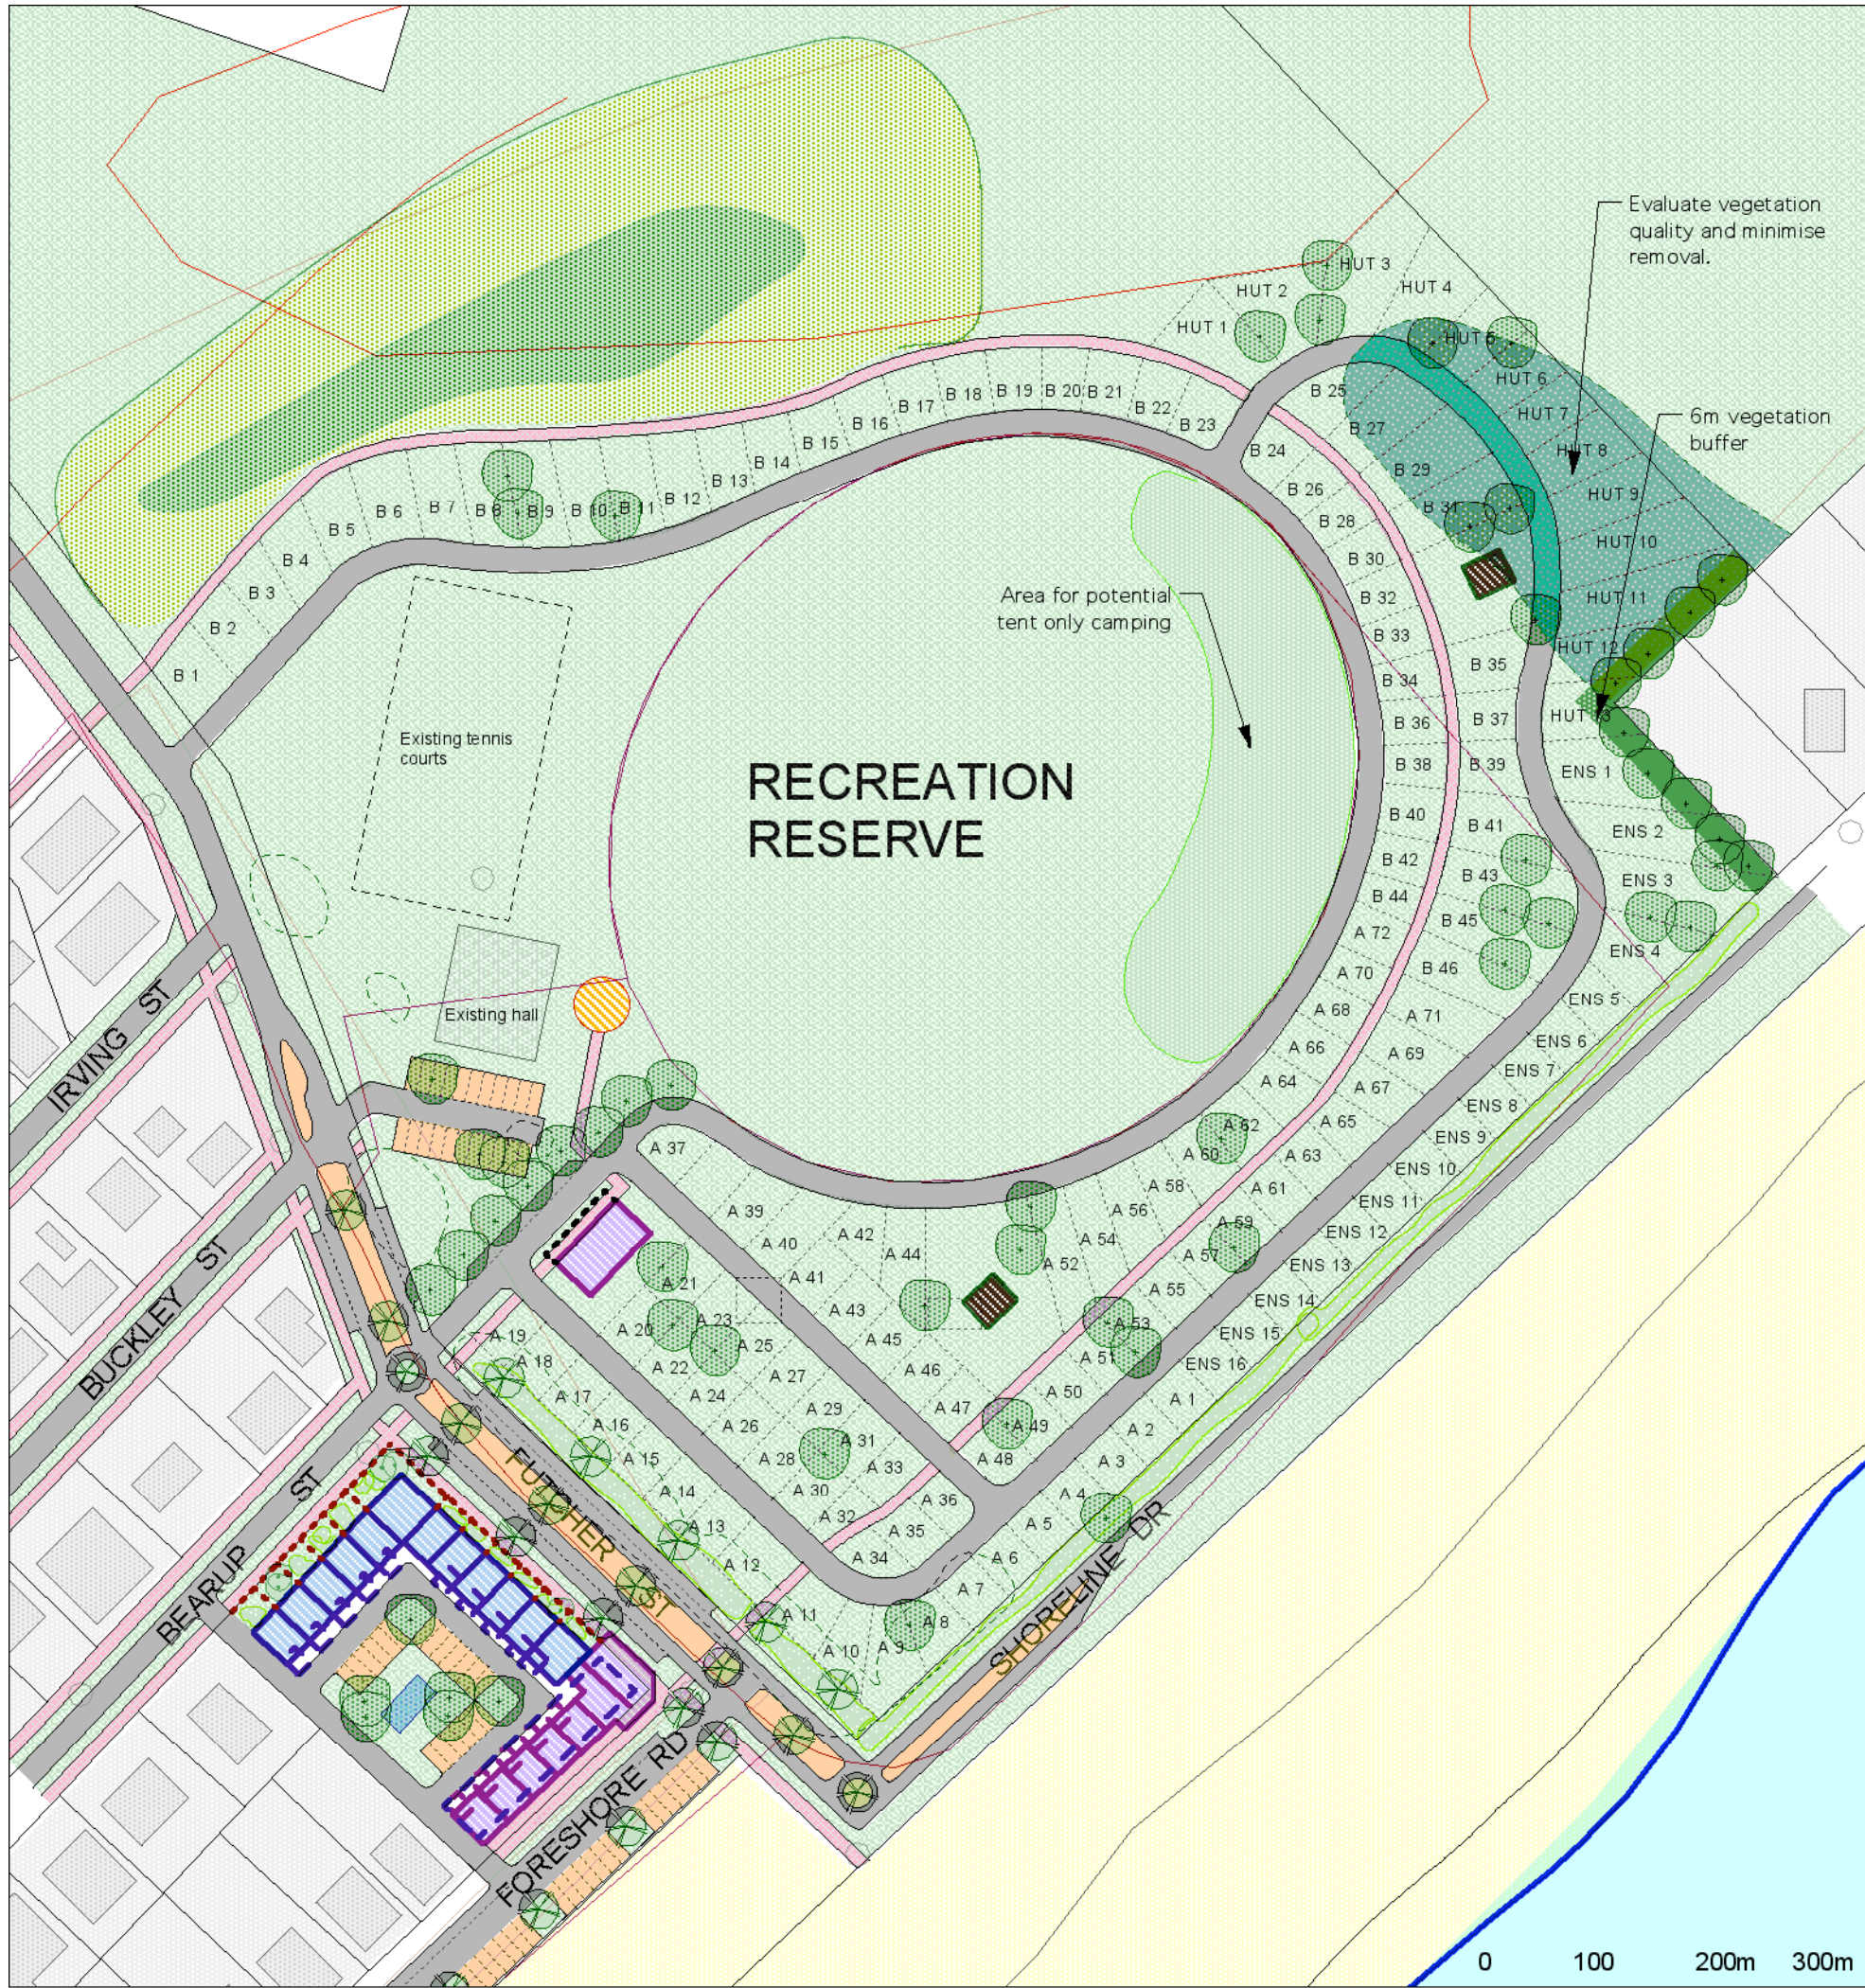 Evaluate vegetation
quality and minimise
removal.
HUT 3
HUT 4
HUT 2
HUT 1
HUT 5
HUT 6
HUT 7
6m vegetation
buffer
HUT 8
HUT 9
HUT 10
HUT 11
HUT 12
HUT 13
B 25
B 27
B 29
B 31
B 1
B 2
B 3
B 4
B 5
B 6
B 7
B 8
B 9
B 10
B 11
B 12
B 13
B 14
B 15
B 16
B 17
B 18
B 19
B 20
B 21
B 22
B 23
B 24
B 26
B 28
B 30
B 32
B 33
B 34
B 35
B 36
B 37
B 38
B 39
B 40
B 41
B 42
B 43
B 44
B 45
B 46
Area for potential
tent only camping
Existing tennis
courts
RECREATION
RESERVE
Existing hall
ENS 1
ENS 2
ENS 3
ENS 4
ENS 5
ENS 6
ENS 7
ENS 8
ENS 9
ENS 10
ENS 11
ENS 12
ENS 13
ENS 14
ENS 15
ENS 16
A 72
A 70
A 71
A 68
A 69
A 66
A 67
A 64
A 65
A 62
A 63
A 60
A 61
A 58
A 59
A 56
A 57
A 54
A 55
A 52
A 53
A 51
A 50
A 49
A 48
A 47
A 46
A 45
A 44
A 43
A 42
A 41
A 40
A 39
A 37
A 36
A 35
A 34
A 33
A 32
A 31
A 30
A 29
A 28
A 27
A 26
A 25
A 24
A 23
A 22
A 21
A 20
A 19
A 18
A 17
A 16
A 15
A 14
A 13
A 12
A 11
A 10
A 9
A 8
A 7
A 6
A 5
A 4
A 3
A 2
A 1
IRVING ST
BUCKLEY ST
BEARUP ST
FUTCHER ST
SHORELINE DR
FORESHORE RD
0 100 200m 300m